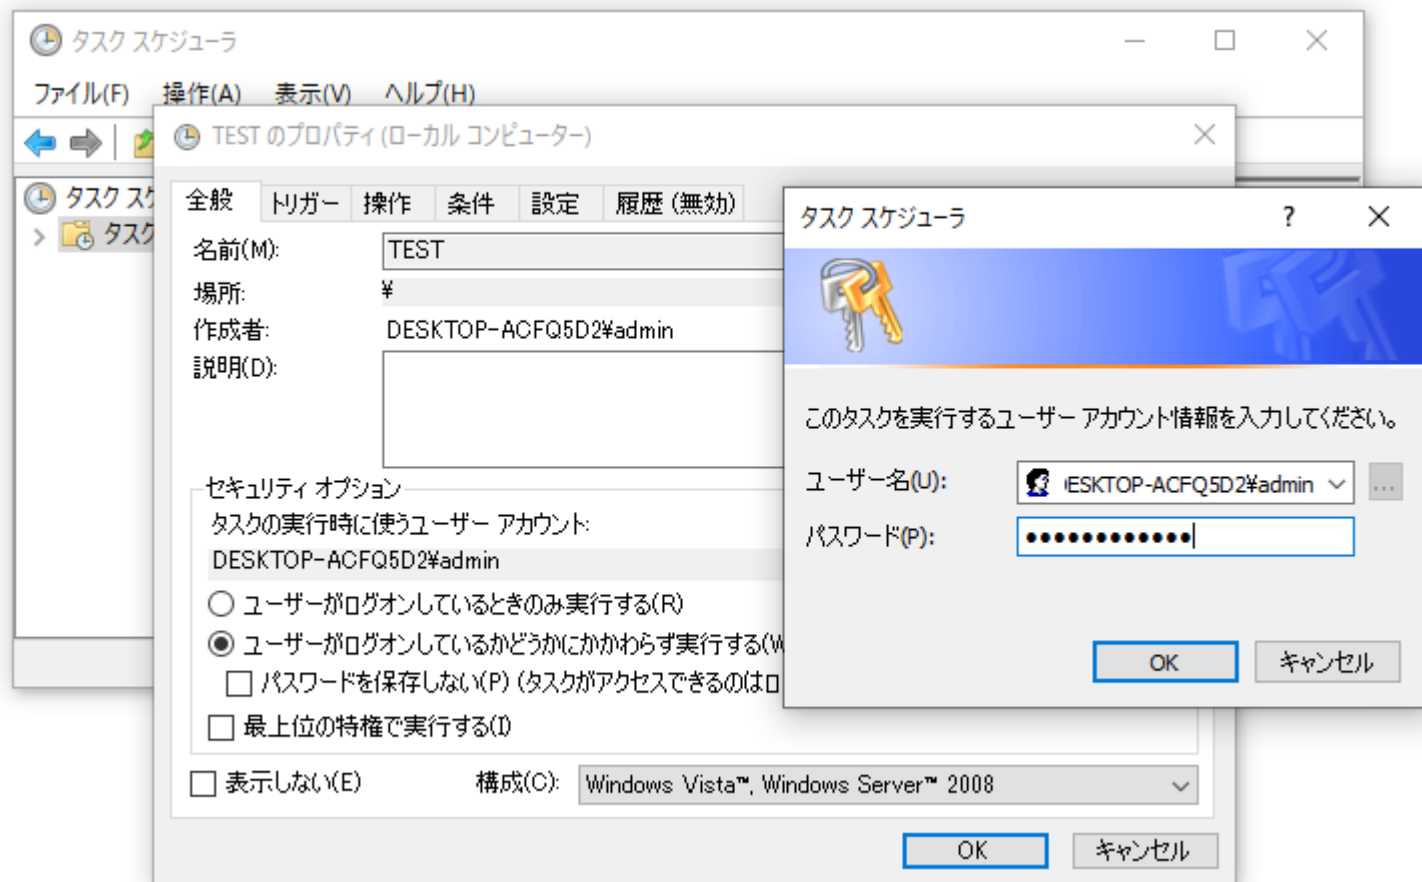 タスク スケジューラ
ファイル(F) 操作(A) 表示(V) ヘルプ(H)
TEST のプロパティ (ローカル コンピューター)
タスク ス
タスク
全般 トリガー 操作 条件 設定 履歴 (無効)
名前(M): TEST
場所: ¥
作成者: DESKTOP-ACFQ5D2¥admin
説明(D):
セキュリティ オプション
タスクの実行時に使うユーザー アカウント:
DESKTOP-ACFQ5D2¥admin
ユーザーがログオンしているときのみ実行する(R)
ユーザーがログオンしているかどうかにかかわらず実行する(W
パスワードを保存しない(P) (タスクがアクセスできるのはロ
最上位の特権で実行する(I)
表示しない(E) 構成(C): Windows Vista™, Windows Server™ 2008
OK キャンセル
タスク スケジューラ ?
このタスクを実行するユーザー アカウント情報を入力してください。
ユーザー名(U): ESKTOP-ACFQ5D2¥admin ...
パスワード(P): ●●●●●●●●●●●●
OK キャンセル